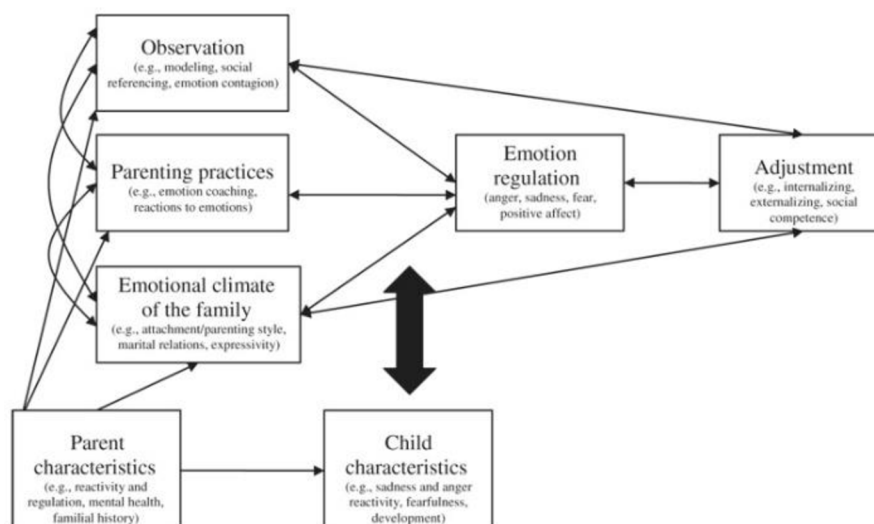 Observation
(e.g., modeling, social
referencing, emotion contagion)
Parenting practices
(e.g., emotion coaching,
reactions to emotions)
Emotional climate
of the family
(e.g., attachment/parenting style,
marital relations, expressivity)
Emotion
regulation
(anger, sadness, fear,
positive affect)
Adjustment
(e.g., internalizing,
externalizing, social
competence)
Parent
characteristics
(e.g., reactivity and
regulation, mental health,
familial history)
Child
characteristics
(e.g., sadness and anger
reactivity, fearfulness,
development)